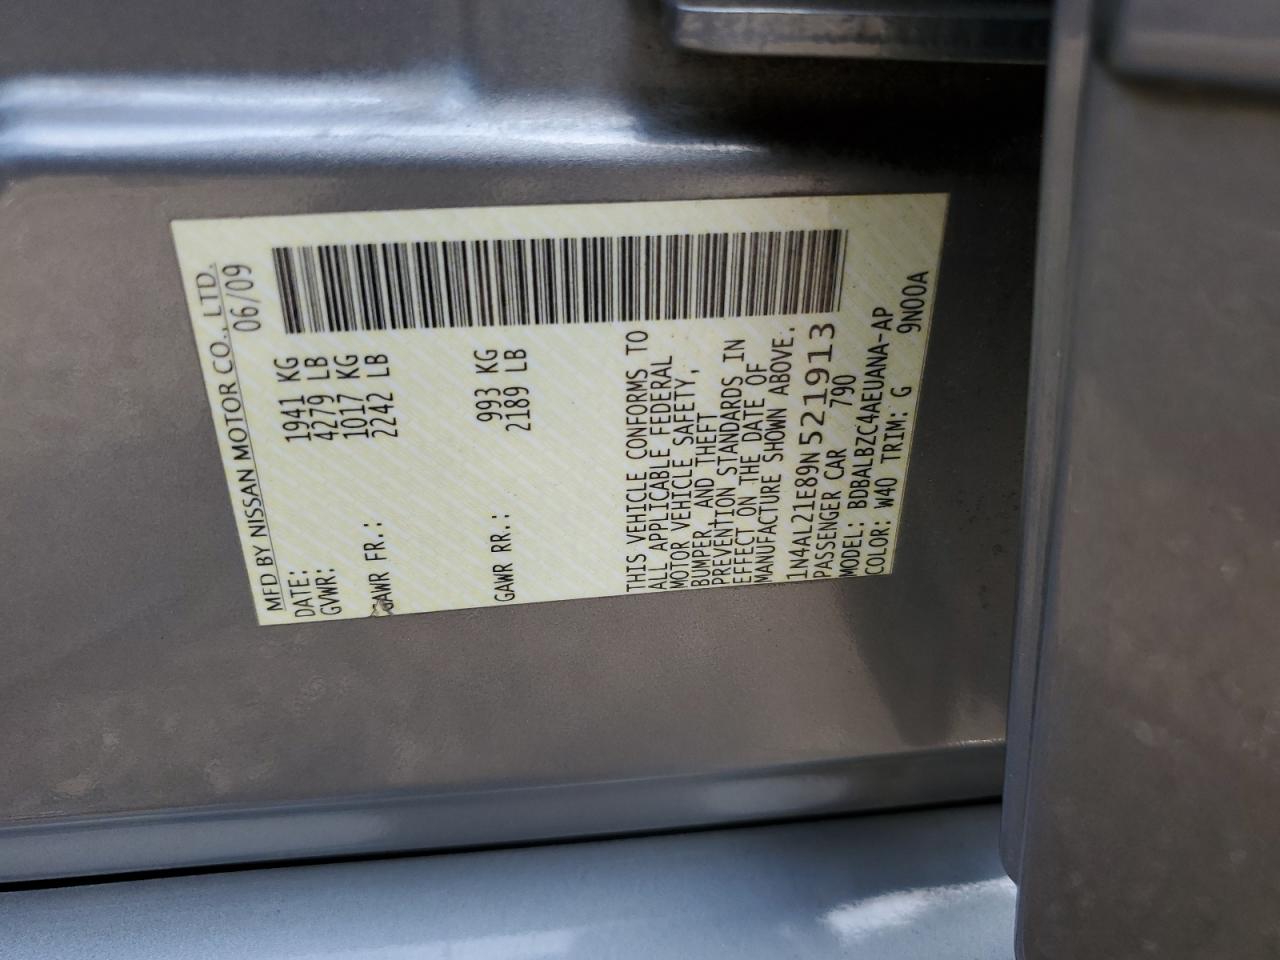 MFD BY NISSAN MOTOR CO., LTD.
DATE: 06/09
GVWR: 1941 KG
4279 LB
GAWR FR.: 1017 KG
2242 LB
GAWR RR.: 993 KG
2189 LB
THIS VEHICLE CONFORMS TO
ALL APPLICABLE FEDERAL
MOTOR VEHICLE SAFETY,
BUMPER, AND THEFT
PREVENTION STANDARDS IN
EFFECT ON THE DATE OF
MANUFACTURE SHOWN ABOVE.
1N4AL21E89N521913
PASSENGER CAR 790
MODEL: BDBALBZC4AEUANA-AP
COLOR: W40 TRIM: G 9N00A